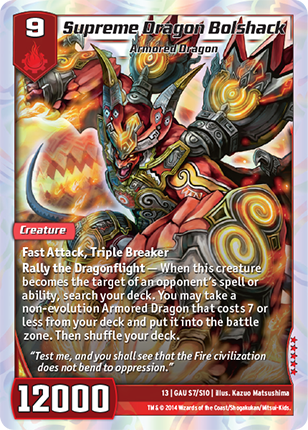 9
Supreme Dragon Bolshack
Armored Dragon
Creature
Fast Attack, Triple Breaker
Rally the Dragonflight — When this creature
becomes the target of an opponent's spell or
ability, search your deck. You may take a
non-evolution Armored Dragon that costs 7 or
less from your deck and put it into the battle
zone. Then shuffle your deck.
"Test me, and you shall see that the Fire civilization
does not bend to oppression."
12000
13 | GAU S7/S10 | Illus. Kazuo Matsushima
TM & © 2014 Wizards of the Coast/Shogakukan/Mitsui-Kids.